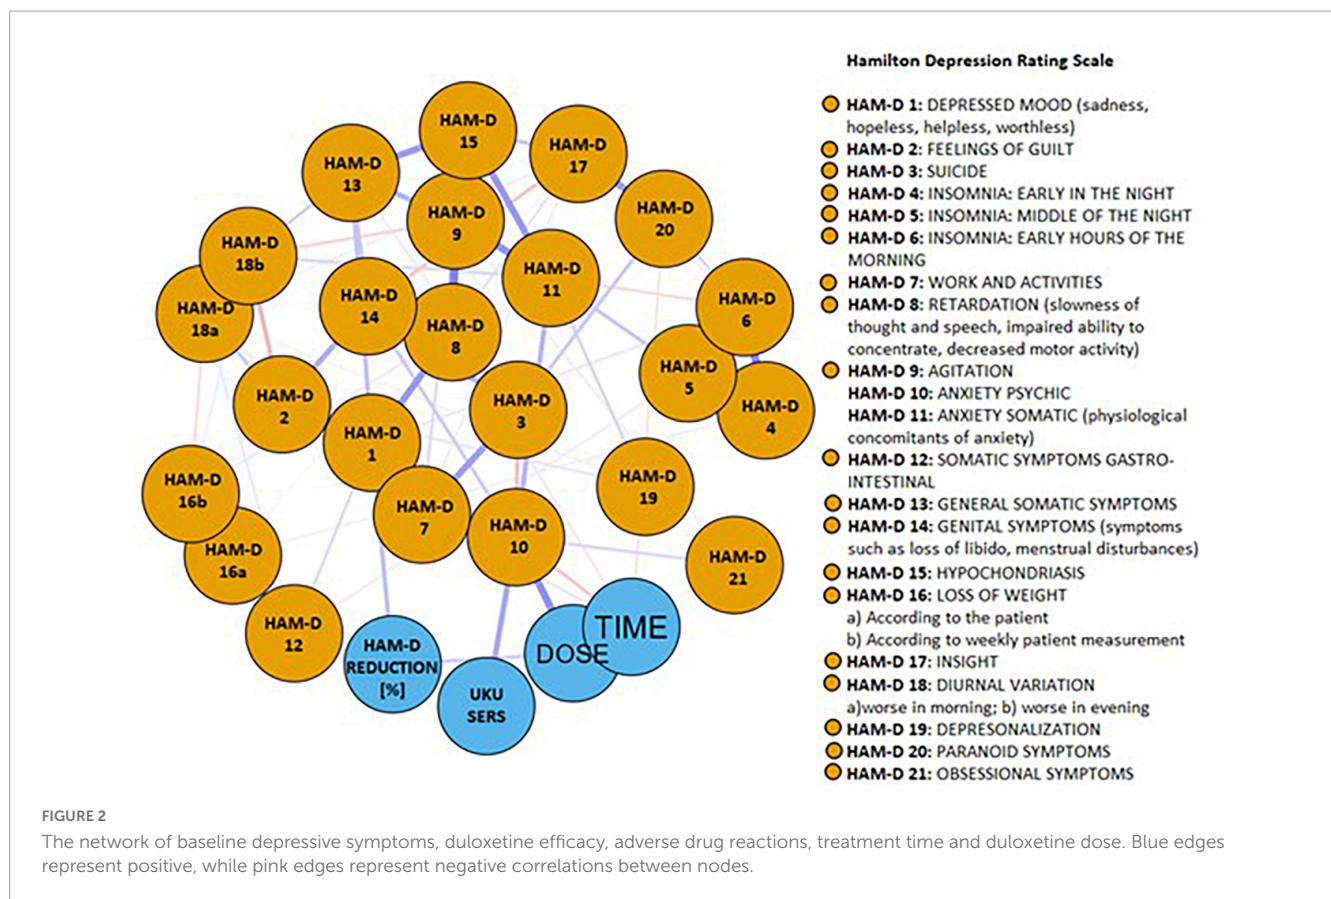 HAM-D
15
HAM-D
17
HAM-D
13
HAM-D
9
HAM-D
20
HAM-D
18b
HAM-D
11
HAM-D
18a
HAM-D
14
HAM-D
6
HAM-D
8
HAM-D
5
HAM-D
4
HAM-D
2
HAM-D
3
HAM-D
1
HAM-D
16b
HAM-D
19
HAM-D
7
HAM-D
10
HAM-D
16a
HAM-D
21
HAM-D
12
HAM-D
REDUCTION
[%]
UKU
SERS
DOSE
TIME
Hamilton Depression Rating Scale
HAM-D 1: DEPRESSED MOOD (sadness,
hopeless, helpless, worthless)
HAM-D 2: FEELINGS OF GUILT
HAM-D 3: SUICIDE
HAM-D 4: INSOMNIA: EARLY IN THE NIGHT
HAM-D 5: INSOMNIA: MIDDLE OF THE NIGHT
HAM-D 6: INSOMNIA: EARLY HOURS OF THE
MORNING
HAM-D 7: WORK AND ACTIVITIES
HAM-D 8: RETARDATION (slowness of
thought and speech, impaired ability to
concentrate, decreased motor activity)
HAM-D 9: AGITATION
HAM-D 10: ANXIETY PSYCHIC
HAM-D 11: ANXIETY SOMATIC (physiological
concomitants of anxiety)
HAM-D 12: SOMATIC SYMPTOMS GASTRO-
INTESTINAL
HAM-D 13: GENERAL SOMATIC SYMPTOMS
HAM-D 14: GENITAL SYMPTOMS (symptoms
such as loss of libido, menstrual disturbances)
HAM-D 15: HYPOCHONDRIASIS
HAM-D 16: LOSS OF WEIGHT
a) According to the patient
b) According to weekly patient measurement
HAM-D 17: INSIGHT
HAM-D 18: DIURNAL VARIATION
a)worse in morning; b) worse in evening
HAM-D 19: DEPRESONALIZATION
HAM-D 20: PARANOID SYMPTOMS
HAM-D 21: OBSESSIONAL SYMPTOMS
FIGURE 2
The network of baseline depressive symptoms, duloxetine efficacy, adverse drug reactions, treatment time and duloxetine dose. Blue edges
represent positive, while pink edges represent negative correlations between nodes.